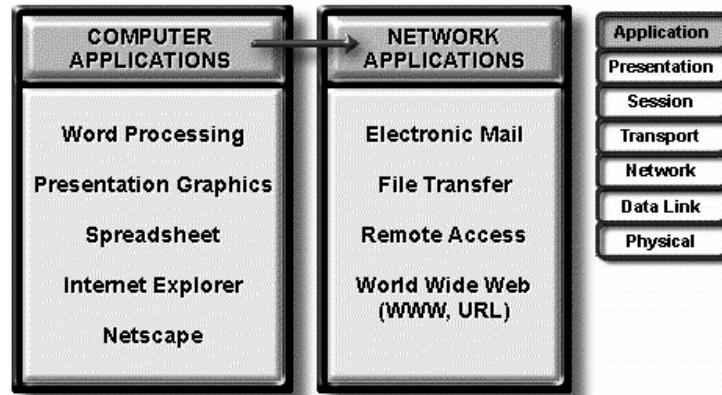 COMPUTER
APPLICATIONS
Word Processing
Presentation Graphics
Spreadsheet
Internet Explorer
Netscape
NETWORK
APPLICATIONS
Electronic Mail
File Transfer
Remote Access
World Wide Web
(WWW, URL)
Application
Presentation
Session
Transport
Network
Data Link
Physical